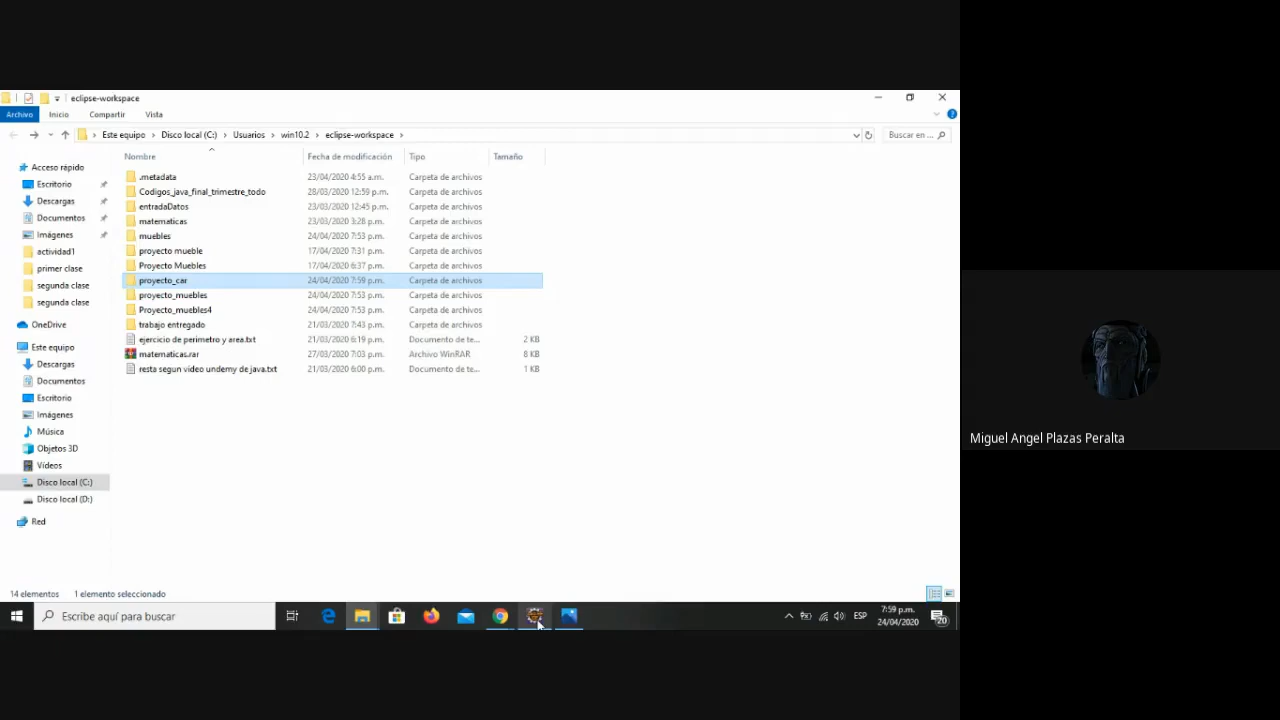 eclipse-workspace
Archivo Inicio Compartir Vista
Este equipo > Disco local (C:) > Usuarios > win10.2 > eclipse-workspace >
Buscar en ...
Acceso rápido
Escritorio
Descargas
Documentos
Imágenes
actividad1
primer clase
segunda clase
segunda clase
OneDrive
Este equipo
Descargas
Documentos
Escritorio
Imágenes
Música
Objetos 3D
Vídeos
Disco local (C:)
Disco local (D:)
Red
Nombre Fecha de modificación Tipo Tamaño
.metadata 23/04/2020 4:55 a.m. Carpeta de archivos
Codigos_java_final_trimestre_todo 28/03/2020 12:59 p.m. Carpeta de archivos
entradaDatos 23/03/2020 12:45 p.m. Carpeta de archivos
matematicas 23/03/2020 3:28 p.m. Carpeta de archivos
muebles 24/04/2020 7:53 p.m. Carpeta de archivos
proyecto mueble 17/04/2020 7:31 p.m. Carpeta de archivos
Proyecto Muebles 17/04/2020 6:37 p.m. Carpeta de archivos
proyecto_car 24/04/2020 7:59 p.m. Carpeta de archivos
proyecto_muebles 24/04/2020 7:53 p.m. Carpeta de archivos
Proyecto_muebles4 24/04/2020 7:53 p.m. Carpeta de archivos
trabajo entregado 21/03/2020 7:43 p.m. Carpeta de archivos
ejercicio de perimetro y area.txt 21/03/2020 6:19 p.m. Documento de te... 2 KB
matematicas.rar 27/03/2020 7:03 p.m. Archivo WinRAR 8 KB
resta segun video undemy de java.txt 21/03/2020 6:00 p.m. Documento de te... 1 KB
14 elementos 1 elemento seleccionado
Escribe aquí para buscar
ESP
7:59 p.m.
24/04/2020
20
Miguel Angel Plazas Peralta